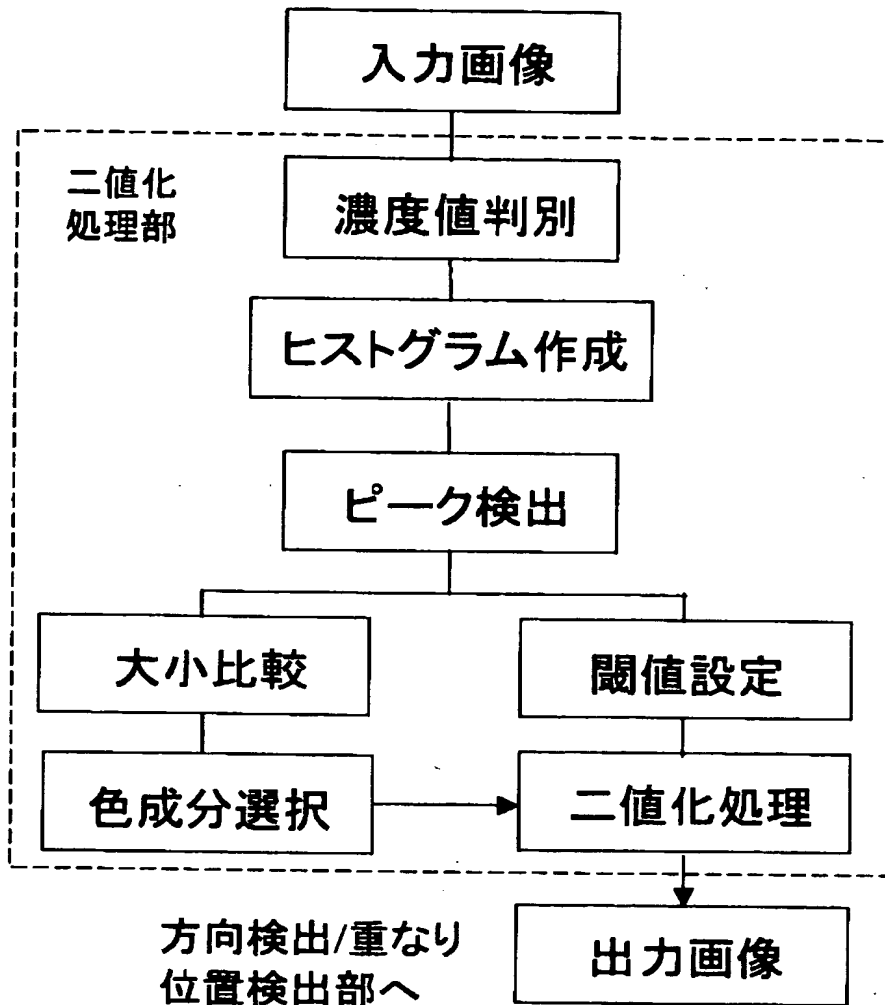 入力画像
二値化
処理部
濃度値判別
ヒストグラム作成
ピーク検出
大小比較
閾値設定
色成分選択
二値化処理
方向検出/重なり
位置検出部へ
出力画像